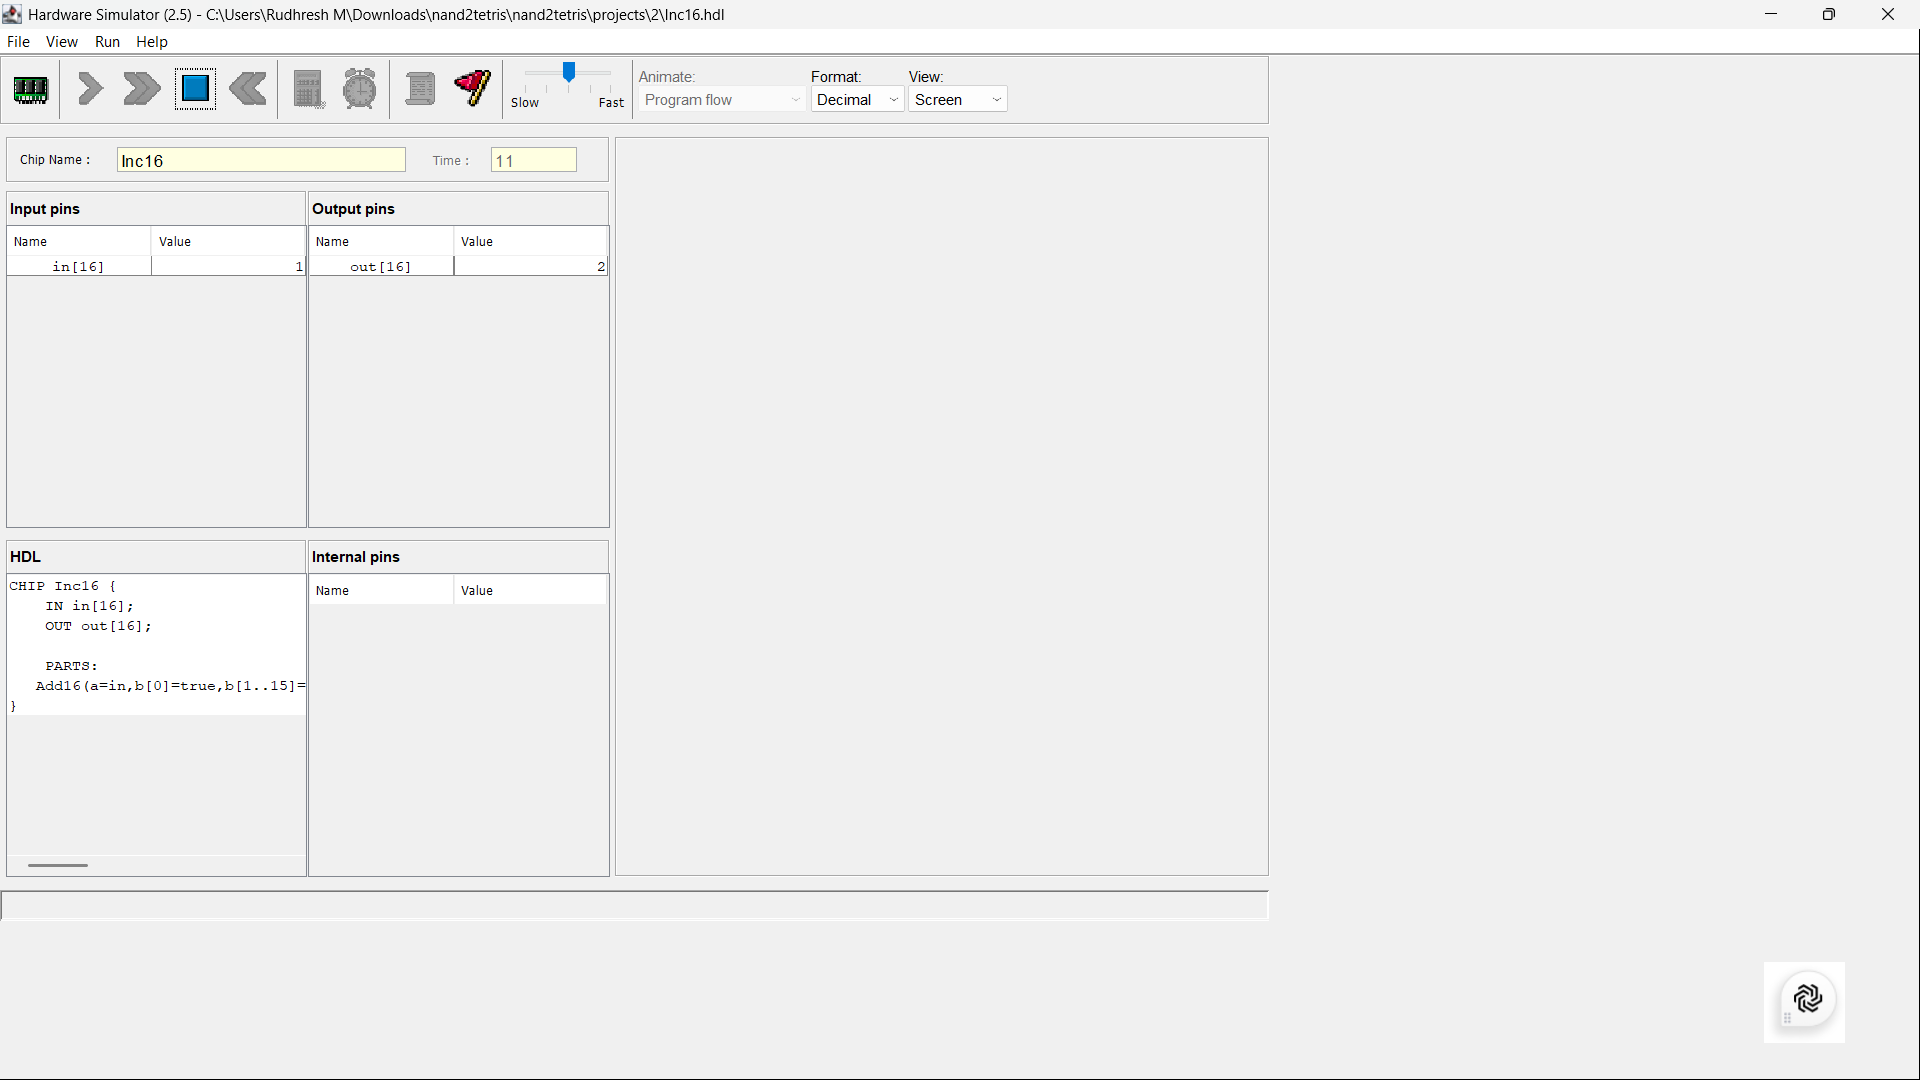 Hardware Simulator (2.5) - C:\Users\Rudhresh M\Downloads\nand2tetris\nand2tetris\projects\2\Inc16.hdl
File View Run Help
Animate: Format: View:
Slow Fast Program flow Decimal Screen
Chip Name : Inc16 Time : 11
Input pins Output pins
Name Value Name Value
in[16] 1 out[16] 2
HDL Internal pins
Name Value
CHIP Inc16 {
IN in[16];
OUT out[16];
PARTS:
Add16(a=in,b[0]=true,b[1..15]=
}